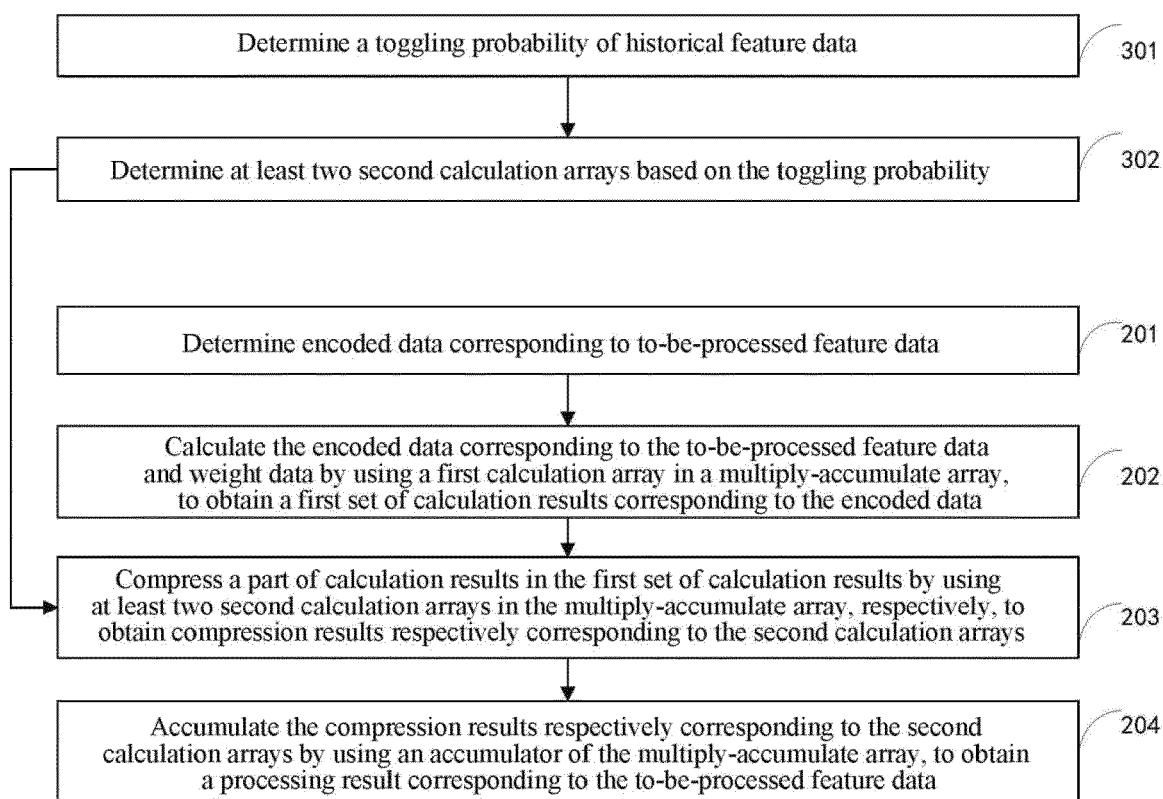 Determine a toggling probability of historical feature data
301
Determine at least two second calculation arrays based on the toggling probability
302
Determine encoded data corresponding to to-be-processed feature data
201
Calculate the encoded data corresponding to the to-be-processed feature data
and weight data by using a first calculation array in a multiply-accumulate array,
to obtain a first set of calculation results corresponding to the encoded data
202
Compress a part of calculation results in the first set of calculation results by using
at least two second calculation arrays in the multiply-accumulate array, respectively, to
obtain compression results respectively corresponding to the second calculation arrays
203
Accumulate the compression results respectively corresponding to the second
calculation arrays by using an accumulator of the multiply-accumulate array, to obtain
a processing result corresponding to the to-be-processed feature data
204